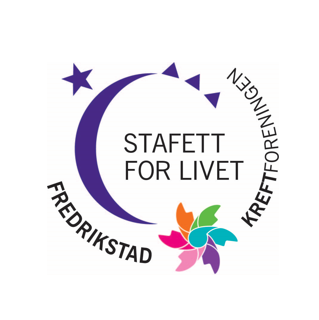 STAFETT
FOR LIVET
FREDRIKSTAD
KREFTFORENINGEN